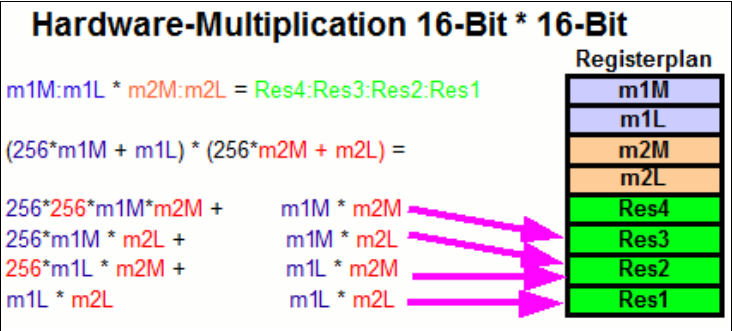 Hardware-Multiplication 16-Bit * 16-Bit
Registerplan
m1M:m1L * m2M:m2L = Res4:Res3:Res2:Res1
(256*m1M + m1L) * (256*m2M + m2L) =
256*256*m1M*m2M + m1M * m2M
256*m1M * m2L + m1M * m2L
256*m1L * m2M + m1L * m2M
m1L * m2L m1L * m2L
m1M
m1L
m2M
m2L
Res4
Res3
Res2
Res1